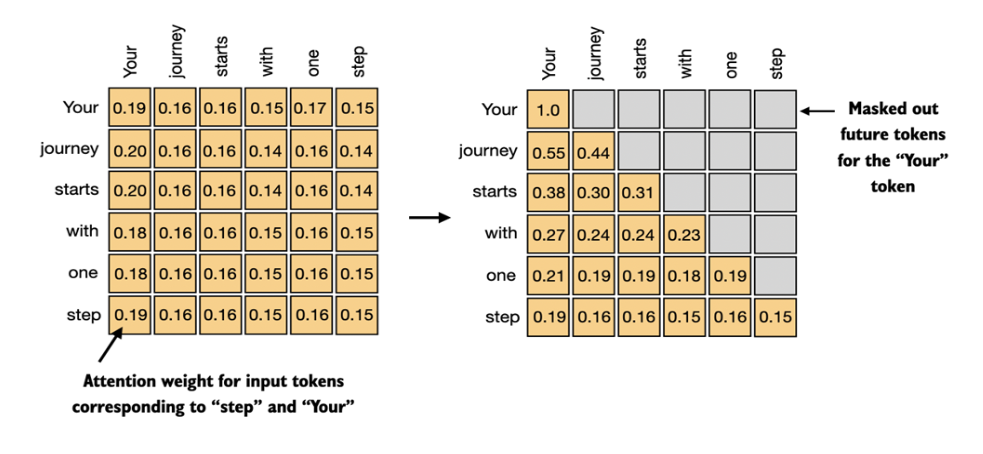 Your journey starts with one step
Your 0.19 0.16 0.16 0.15 0.17 0.15
journey 0.20 0.16 0.16 0.14 0.16 0.14
starts 0.20 0.16 0.16 0.14 0.16 0.14
with 0.18 0.16 0.16 0.15 0.16 0.15
one 0.18 0.16 0.16 0.15 0.16 0.15
step 0.19 0.16 0.16 0.15 0.16 0.15
Attention weight for input tokens
corresponding to “step” and “Your”
Your journey starts with one step
Your 1.0
journey 0.55 0.44
starts 0.38 0.30 0.31
with 0.27 0.24 0.24 0.23
one 0.21 0.19 0.19 0.18 0.19
step 0.19 0.16 0.16 0.15 0.16 0.15
Masked out
future tokens
for the “Your”
token